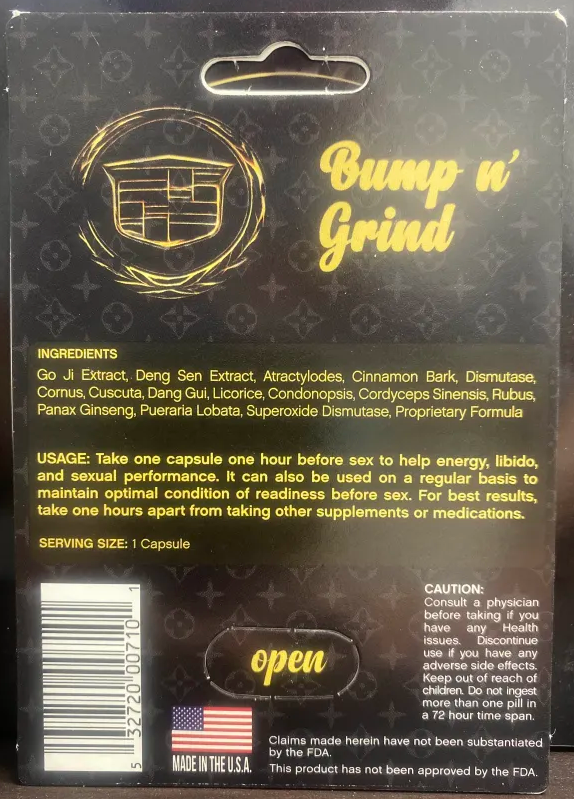 Bump n'
Grind
INGREDIENTS
Go Ji Extract, Deng Sen Extract, Atractylodes, Cinnamon Bark, Dismutase,
Cornus, Cuscuta, Dang Gui, Licorice, Condonopsis, Cordyceps Sinensis, Rubus,
Panax Ginseng, Pueraria Lobata, Superoxide Dismutase, Proprietary Formula
USAGE: Take one capsule one hour before sex to help energy, libido,
and sexual performance. It can also be used on a regular basis to
maintain optimal condition of readiness before sex. For best results,
take one hours apart from taking other supplements or medications.
SERVING SIZE: 1 Capsule
CAUTION:
Consult a physician
before taking if you
have any Health
issues. Discontinue
use if you have any
adverse side effects.
Keep out of reach of
children. Do not ingest
more than one pill in
a 72 hour time span.
open
5 32720 00710 1
MADE IN THE U.S.A.
Claims made herein have not been substantiated
by the FDA.
This product has not been approved by the FDA.